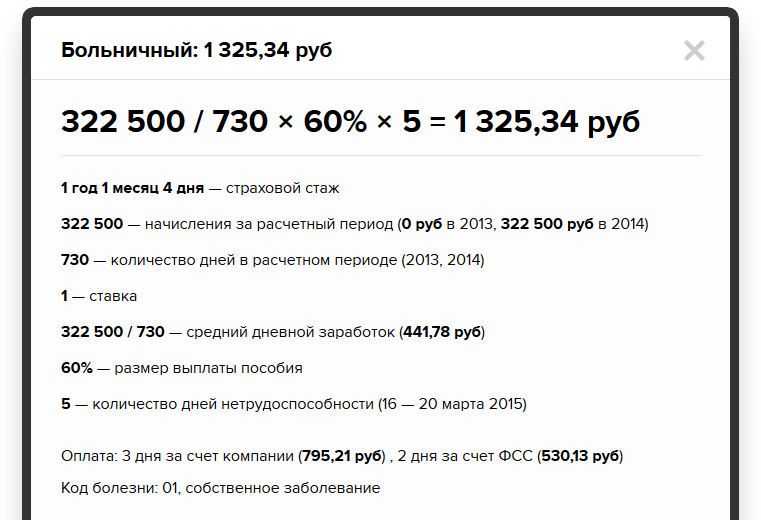 Больничный: 1 325,34 руб
322 500 / 730 × 60% × 5 = 1 325,34 руб
1 год 1 месяц 4 дня — страховой стаж
322 500 — начисления за расчетный период (0 руб в 2013, 322 500 руб в 2014)
730 — количество дней в расчетном периоде (2013, 2014)
1 — ставка
322 500 / 730 — средний дневной заработок (441,78 руб)
60% — размер выплаты пособия
5 — количество дней нетрудоспособности (16 — 20 марта 2015)
Оплата: 3 дня за счет компании (795,21 руб) , 2 дня за счет ФСС (530,13 руб)
Код болезни: 01, собственное заболевание